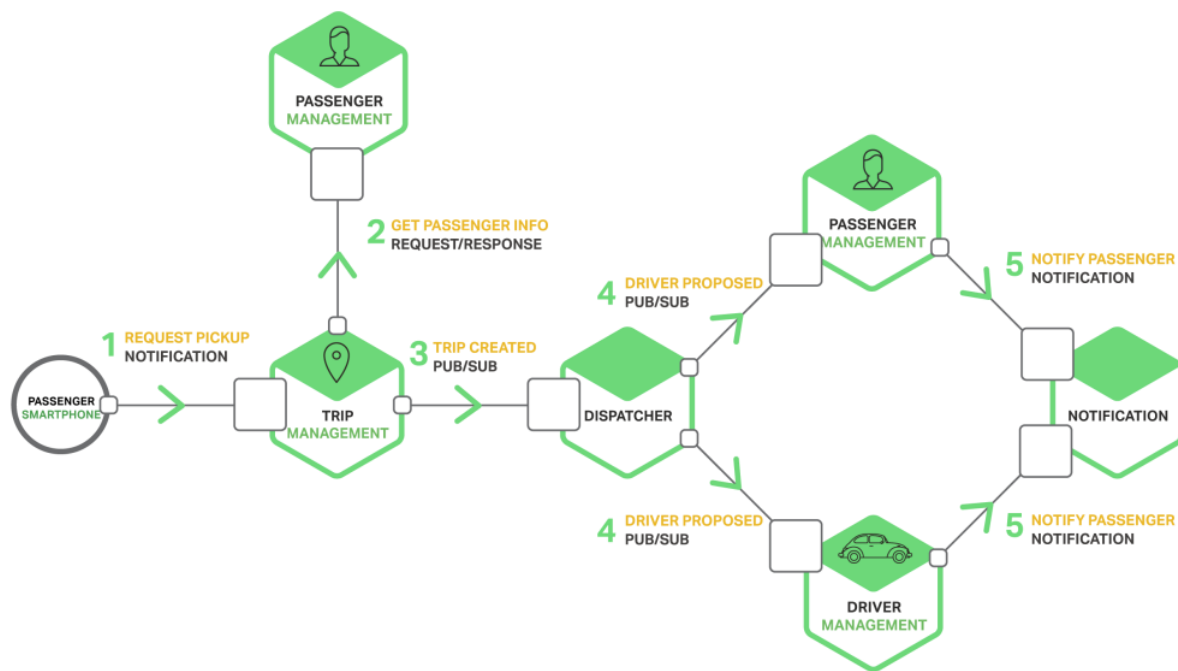 PASSENGER
MANAGEMENT
2 GET PASSENGER INFO
REQUEST/RESPONSE
1 REQUEST PICKUP
NOTIFICATION
PASSENGER
SMARTPHONE
TRIP
MANAGEMENT
3 TRIP CREATED
PUB/SUB
DISPATCHER
4 DRIVER PROPOSED
PUB/SUB
PASSENGER
MANAGEMENT
5 NOTIFY PASSENGER
NOTIFICATION
4 DRIVER PROPOSED
PUB/SUB
DRIVER
MANAGEMENT
5 NOTIFY PASSENGER
NOTIFICATION
NOTIFICATION